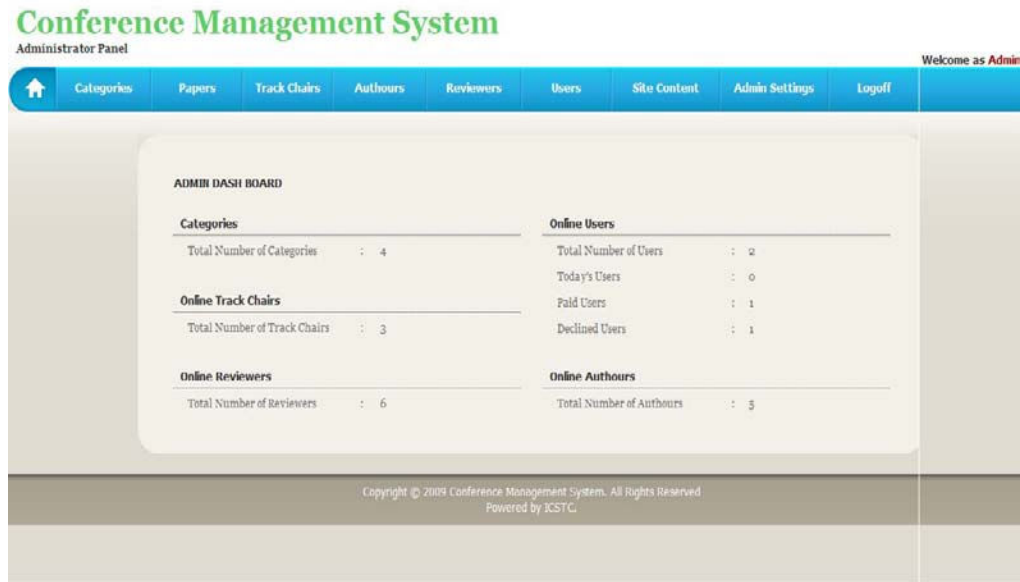 Conference Management System
Administrator Panel
Welcome as Admin
Categories Papers Track Chairs Authours Reviewers Users Site Content Admin Settings Logoff
ADMIN DASH BOARD
Categories
Total Number of Categories : 4
Online Track Chairs
Total Number of Track Chairs : 3
Online Reviewers
Total Number of Reviewers : 6
Online Users
Total Number of Users : 2
Today's Users : 0
Paid Users : 1
Declined Users : 1
Online Authours
Total Number of Authours : 5
Copyright © 2009 Conference Management System. All Rights Reserved
Powered by ICSTC.